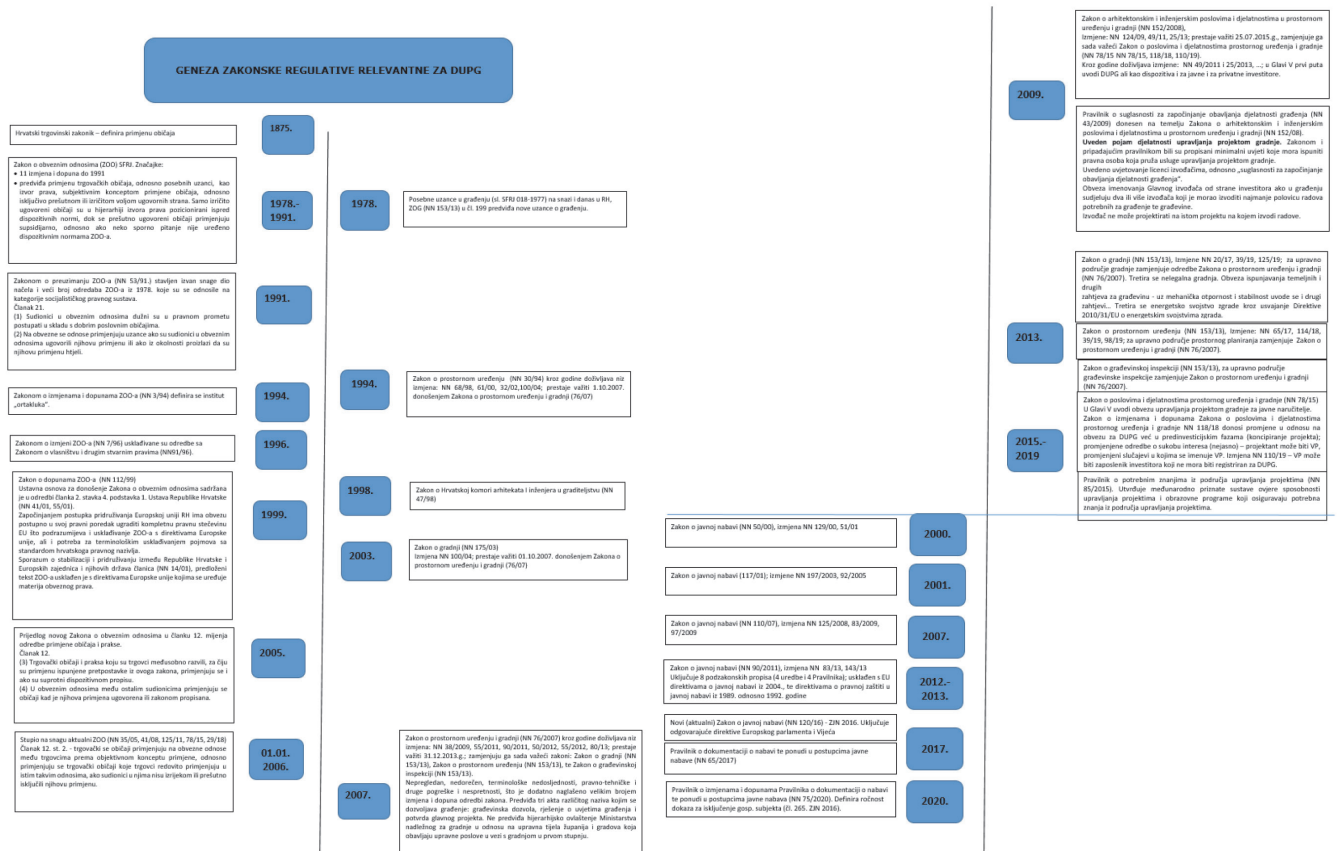 GENEZA ZAKONSKE REGULATIVE RELEVANTNE ZA DUPG
Hrvatski trgovinski zakonik – definira primjenu običaja
1875.
Zakon o obveznim odnosima (ZOO) SFRJ. Značajke:
• 11 izmjena i dopuna do 1991
• predviđa primjenu trgovačkih običaja, odnosno posebnih uzanci, kao
izvor prava, subjektivnim konceptom primjene običaja, odnosno
isključivo prešutnom ili izričitom voljom ugovornih strana. Samo izričito
ugovoreni običaji su u hijerarhiji izvora prava pozicionirani ispred
dispozitivnih normi, dok se prešutno ugovoreni običaji primjenjuju
supsidijarno, odnosno ako neko sporno pitanje nije uređeno
dispozitivnim normama ZOO-a.
1978.-
1991.
Zakonom o preuzimanju ZOO-a (NN 53/91.) stavljen izvan snage dio
načela i veći broj odredaba ZOO-a iz 1978. koje su se odnosile na
kategorije socijalističkog pravnog sustava.
Članak 21.
(1) Sudionici u obveznim odnosima dužni su u pravnom prometu
postupati u skladu s dobrim poslovnim običajima.
(2) Na obvezne se odnose primjenjuju uzance ako su sudionici u obveznim
odnosima ugovorili njihovu primjenu ili ako iz okolnosti proizlazi da su
njihovu primjenu htjeli.
1991.
Zakonom o izmjenama i dopunama ZOO-a (NN 3/94) definira se institut
„ortakluka“.
1994.
Zakonom o izmjeni ZOO-a (NN 7/96) usklađivane su odredbe sa
Zakonom o vlasništvu i drugim stvarnim pravima (NN91/96).
1996.
Zakon o dopunama ZOO-a (NN 112/99)
Ustavna osnova za donošenje Zakona o obveznim odnosima sadržana
je u odredbi članka 2. stavka 4. podstavka 1. Ustava Republike Hrvatske
(NN 41/01, 55/01).
Započinjanjem postupka pridruživanja Europskoj uniji RH ima obvezu
postupno u svoj pravni poredak ugraditi kompletnu pravnu stečevinu
EU što podrazumijeva i usklađivanje ZOO-a s direktivama Europske
unije, ali i potreba za terminološkim usklađivanjem pojmova sa
standardom hrvatskoga pravnog nazivlja.
Sporazum o stabilizaciji i pridruživanju između Republike Hrvatske i
Europskih zajednica i njihovih država članica (NN 14/01), predloženi
tekst ZOO-a usklađen je s direktivama Europske unije kojima se uređuje
materija obveznog prava.
1999.
Prijedlog novog Zakona o obveznim odnosima u članku 12. mijenja
odredbe primjene običaja i prakse.
Članak 12.
(3) Trgovački običaji i praksa koju su trgovci međusobno razvili, za čiju
su primjenu ispunjene pretpostavke iz ovoga zakona, primjenjuju se i
ako su suprotni dispozitivnom propisu.
(4) U obveznim odnosima među ostalim sudionicima primjenjuju se
običaji kad je njihova primjena ugovorena ili zakonom propisana.
2005.
Stupio na snagu aktualni ZOO (NN 35/05, 41/08, 125/11, 78/15, 29/18)
Članak 12. st. 2. - trgovački se običaji primjenjuju na obvezne odnose
među trgovcima prema objektivnom konceptu primjene, odnosno
primjenjuju se trgovački običaji koje trgovci redovito primjenjuju u
istim takvim odnosima, ako sudionici u njima nisu izrijekom ili prešutno
isključili njihovu primjenu.
01.01.
2006.
1978.
Posebne uzance u građenju (sl. SFRJ 018-1977) na snazi i danas u RH,
ZOG (NN 153/13) u čl. 199 predviđa nove uzance o građenju.
1994.
Zakon o prostornom uređenju (NN 30/94) kroz godine doživljava niz
izmjena: NN 68/98, 61/00, 32/02,100/04; prestaje važiti 1.10.2007.
donošenjem Zakona o prostornom uređenju i gradnji (76/07)
1998.
Zakon o Hrvatskoj komori arhitekata I inženjera u graditeljstvu (NN
47/98)
2003.
Zakon o gradnji (NN 175/03)
Izmjena NN 100/04; prestaje važiti 01.10.2007. donošenjem Zakona o
prostornom uređenju i gradnji (76/07)
2007.
Zakon o prostornom uređenju i gradnji (NN 76/2007) kroz godine doživljava niz
izmjena: NN 38/2009, 55/2011, 90/2011, 50/2012, 55/2012, 80/13; prestaje
važiti 31.12.2013.g.; zamjenjuju ga sada važeći zakoni: Zakon o gradnji (NN
153/13), Zakon o prostornom uređenju (NN 153/13), te Zakon o građevinskoj
inspekciji (NN 153/13).
Nepregledan, nedorečen, terminološke nedosljednosti, pravno-tehničke i
druge pogreške i nespretnosti, što je dodatno naglašeno velikim brojem
izmjena i dopuna odredbi zakona. Predviđa tri akta različitog naziva kojim se
dozvoljava građenje: građevinska dozvola, rješenje o uvjetima građenja i
potvrda glavnog projekta. Ne predviđa hijerarhijsko ovlaštenje Ministarstva
nadležnog za gradnje u odnosu na upravna tijela županija i gradova koja
obavljaju upravne poslove u vezi s gradnjom u prvom stupnju.
Zakon o javnoj nabavi (NN 50/00), izmjena NN 129/00, 51/01
2000.
Zakon o javnoj nabavi (117/01); izmjene NN 197/2003, 92/2005
2001.
Zakon o javnoj nabavi (NN 110/07), izmjena NN 125/2008, 83/2009,
97/2009
2007.
Zakon o javnoj nabavi (NN 90/2011), izmjena NN 83/13, 143/13
Uključuje 8 podzakonskih propisa (4 uredbe i 4 Pravilnika); usklađen s EU
direktivama o javnoj nabavi iz 2004., te direktivama o pravnoj zaštiti u
javnoj nabavi iz 1989. odnosno 1992. godine
2012.-
2013.
Novi (aktualni) Zakon o javnoj nabavi (NN 120/16) - ZJN 2016. Uključuje
odgovarajuće direktive Europskog parlamenta i Vijeća
Pravilnik o dokumentaciji o nabavi te ponudi u postupcima javne
nabave (NN 65/2017)
2017.
Pravilnik o izmjenama i dopunama Pravilnika o dokumentaciji o nabavi
te ponudi u postupcima javne nabava (NN 75/2020). Definira ročnost
dokaza za isključenje gosp. subjekta (čl. 265. ZJN 2016).
2020.
Zakon o arhitektonskim i inženjerskim poslovima i djelatnostima u prostornom
uređenju i gradnji (NN 152/2008),
Izmjene: NN 124/09, 49/11, 25/13; prestaje važiti 25.07.2015.g., zamjenjuje ga
sada važeći Zakon o poslovima i djelatnostima prostornog uređenja i gradnje
(NN 78/15 NN 78/15, 118/18, 110/19).
Kroz godine doživljava izmjene: NN 49/2011 i 25/2013, ...; u Glavi V prvi puta
uvodi DUPG ali kao dispozitiva i za javne i za privatne investitore.
2009.
Pravilnik o suglasnosti za započinjanje obavljanja djelatnosti građenja (NN
43/2009) donesen na temelju Zakona o arhitektonskim i inženjerskim
poslovima i djelatnostima u prostornom uređenju i gradnji (NN 152/08).
Uveden pojam djelatnosti upravljanja projektom gradnje. Zakonom i
pripadajućim pravilnikom bili su propisani minimalni uvjeti koje mora ispuniti
pravna osoba koja pruža usluge upravljanja projektom gradnje.
Uvedeno uvjetovanje licenci izvođačima, odnosno „suglasnosti za započinjanje
obavljanja djelatnosti građenja“.
Obveza imenovanja Glavnog izvođača od strane investitora ako u građenju
sudjeluju dva ili više izvođača koji je morao izvoditi najmanje polovicu radova
potrebnih za građenje te građevine.
Izvođač ne može projektirati na istom projektu na kojem izvodi radove.
Zakon o gradnji (NN 153/13), Izmjene NN 20/17, 39/19, 125/19; za upravno
područje gradnje zamjenjuje odredbe Zakona o prostornom uređenju i gradnji
(NN 76/2007). Tretira se nelegalna gradnja. Obveza ispunjavanja temeljnih i
drugih
zahtjeva za građevinu - uz mehanička otpornost i stabilnost uvode se i drugi
zahtjevi... Tretira se energetsko svojstvo zgrade kroz usvajanje Direktive
2010/31/EU o energetskim svojstvima zgrada.
2013.
Zakon o prostornom uređenju (NN 153/13), Izmjene: NN 65/17, 114/18,
39/19, 98/19; za upravno područje prostornog planiranja zamjenjuje Zakon o
prostornom uređenju i gradnji (NN 76/2007).
Zakon o građevinskoj inspekciji (NN 153/13), za upravno područje
građevinske inspekcije zamjenjuje Zakon o prostornom uređenju i gradnji
(NN 76/2007).
Zakon o poslovima i djelatnostima prostornog uređenja i gradnje (NN 78/15)
U Glavi V uvodi obvezu upravljanja projektom gradnje za javne naručitelje.
Zakon o izmjenama i dopunama Zakona o poslovima i djelatnostima
prostornog uređenja i gradnje NN 118/18 donosi promjene u odnosu na
obvezu za DUPG već u predinvesticijskim fazama (koncipiranje projekta);
promijenjene odredbe o sukobu interesa (nejasno) – projektant može biti VP,
promijenjeni slučajevi u kojima se imenuje VP. Izmjena NN 110/19 – VP može
biti zaposlenik investitora koji ne mora biti registriran za DUPG.
2015.-
2019
Pravilnik o potrebnim znanjima iz područja upravljanja projektima (NN
85/2015). Utvrđuje međunarodno priznate sustave ovjere sposobnosti
upravljanja projektima i obrazovne programe koji osiguravaju potrebna
znanja iz područja upravljanja projektima.